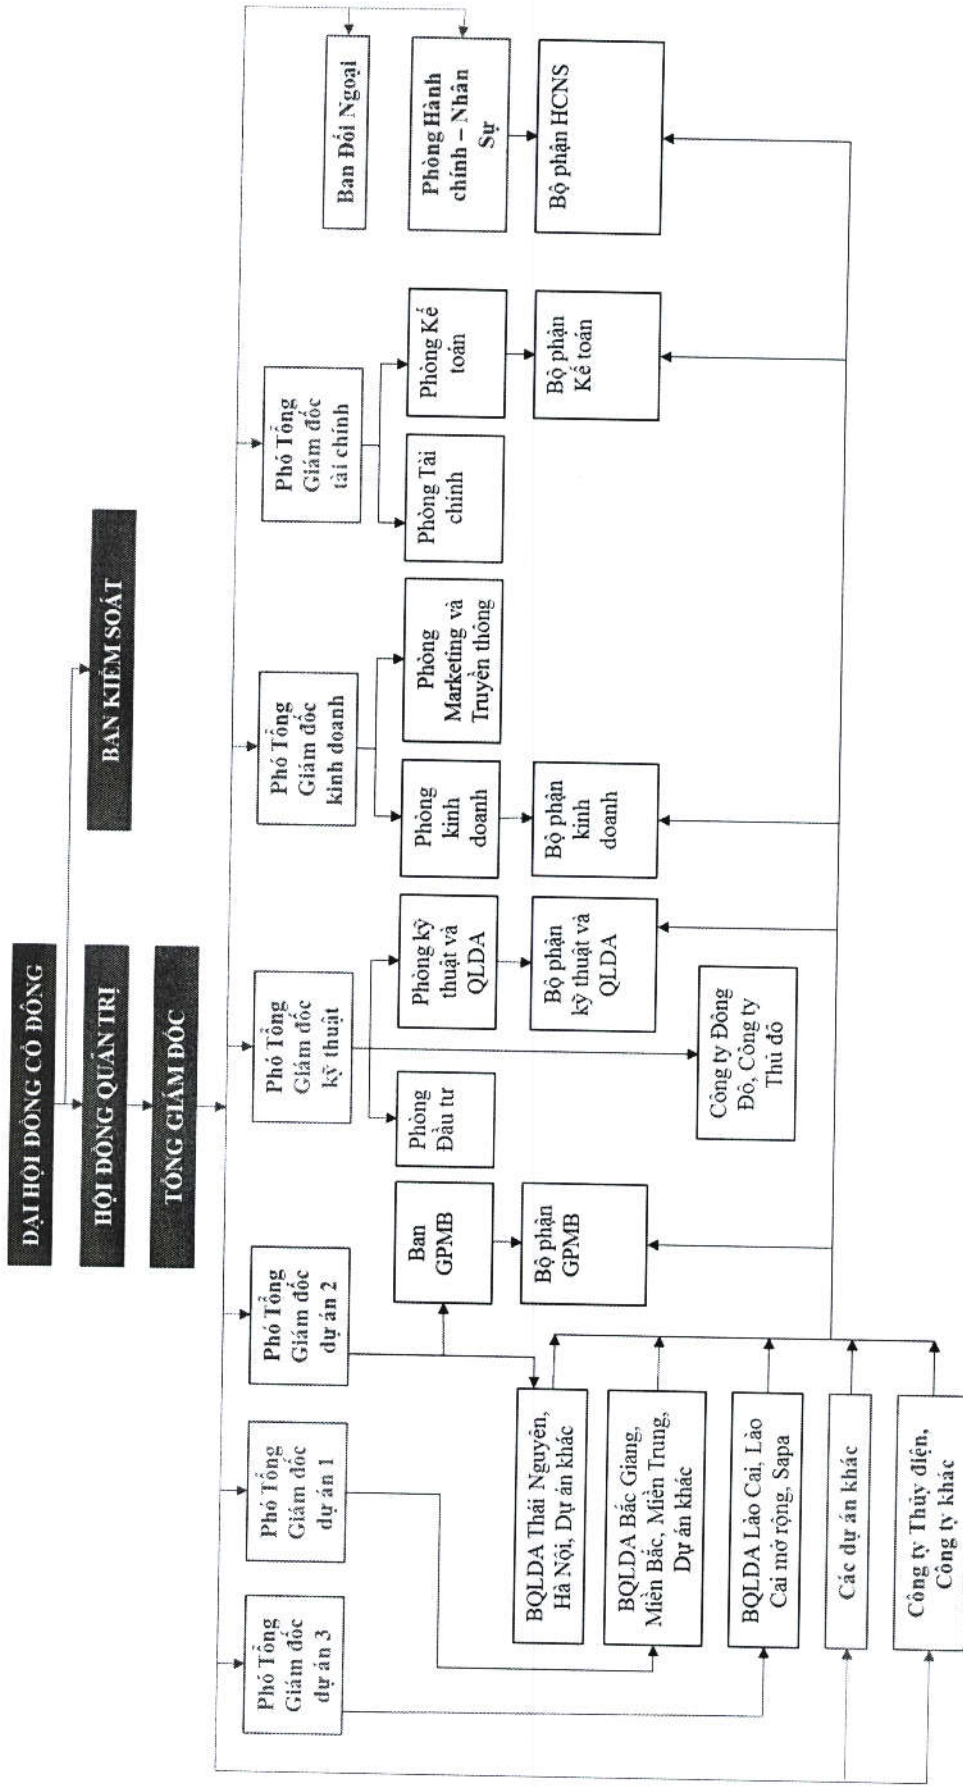 ĐẠI HỘI ĐỒNG CỔ ĐÔNG
HỘI ĐỒNG QUẢN TRỊ
BAN KIỂM SOÁT
TỔNG GIÁM ĐỐC
Phó Tổng
Giám đốc
dự án 3
Phó Tổng
Giám đốc
dự án 1
Phó Tổng
Giám đốc
dự án 2
Phó Tổng
Giám đốc
kỹ thuật
Phó Tổng
Giám đốc
kinh doanh
Phó Tổng
Giám đốc
tài chính
Ban Đối Ngoại
Ban
GPMB
Phòng
Đầu tư
Phòng kỹ
thuật và
QLDA
Phòng
kinh
doanh
Phòng
Marketing và
Truyền thông
Phòng Tài
chính
Phòng Kế
toán
Phòng Hành
chính – Nhân
Sự
Bộ phận
GPMB
Bộ phận
kỹ thuật và
QLDA
Bộ phận
kinh
doanh
Bộ phận
Kế toán
Bộ phận HCNS
BQLDA Thái Nguyên,
Hà Nội, Dự án khác
BQLDA Bắc Giang,
Miền Bắc, Miền Trung,
Dự án khác
Công ty Đông
Đô, Công ty
Thủ đô
BQLDA Lào Cai, Lào
Cai mở rộng, Sapa
Các dự án khác
Công ty Thủy điện,
Công ty khác